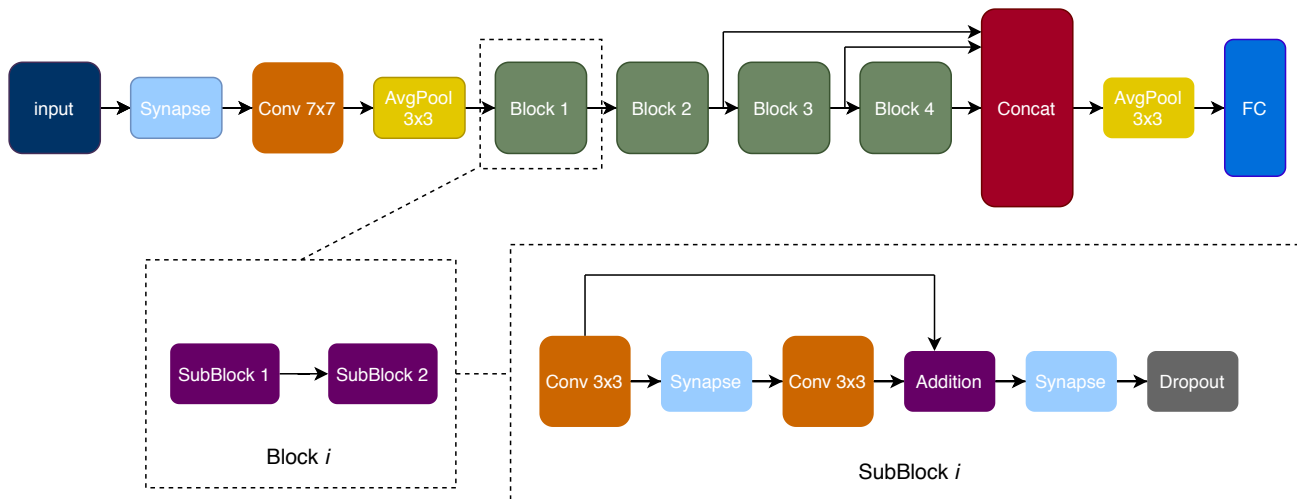 input
Synapse
Conv 7x7
AvgPool
3x3
Block 1
Block 2
Block 3
Block 4
Concat
AvgPool
3x3
FC
SubBlock 1
SubBlock 2
Block i
Conv 3x3
Synapse
Conv 3x3
Addition
Synapse
Dropout
SubBlock i